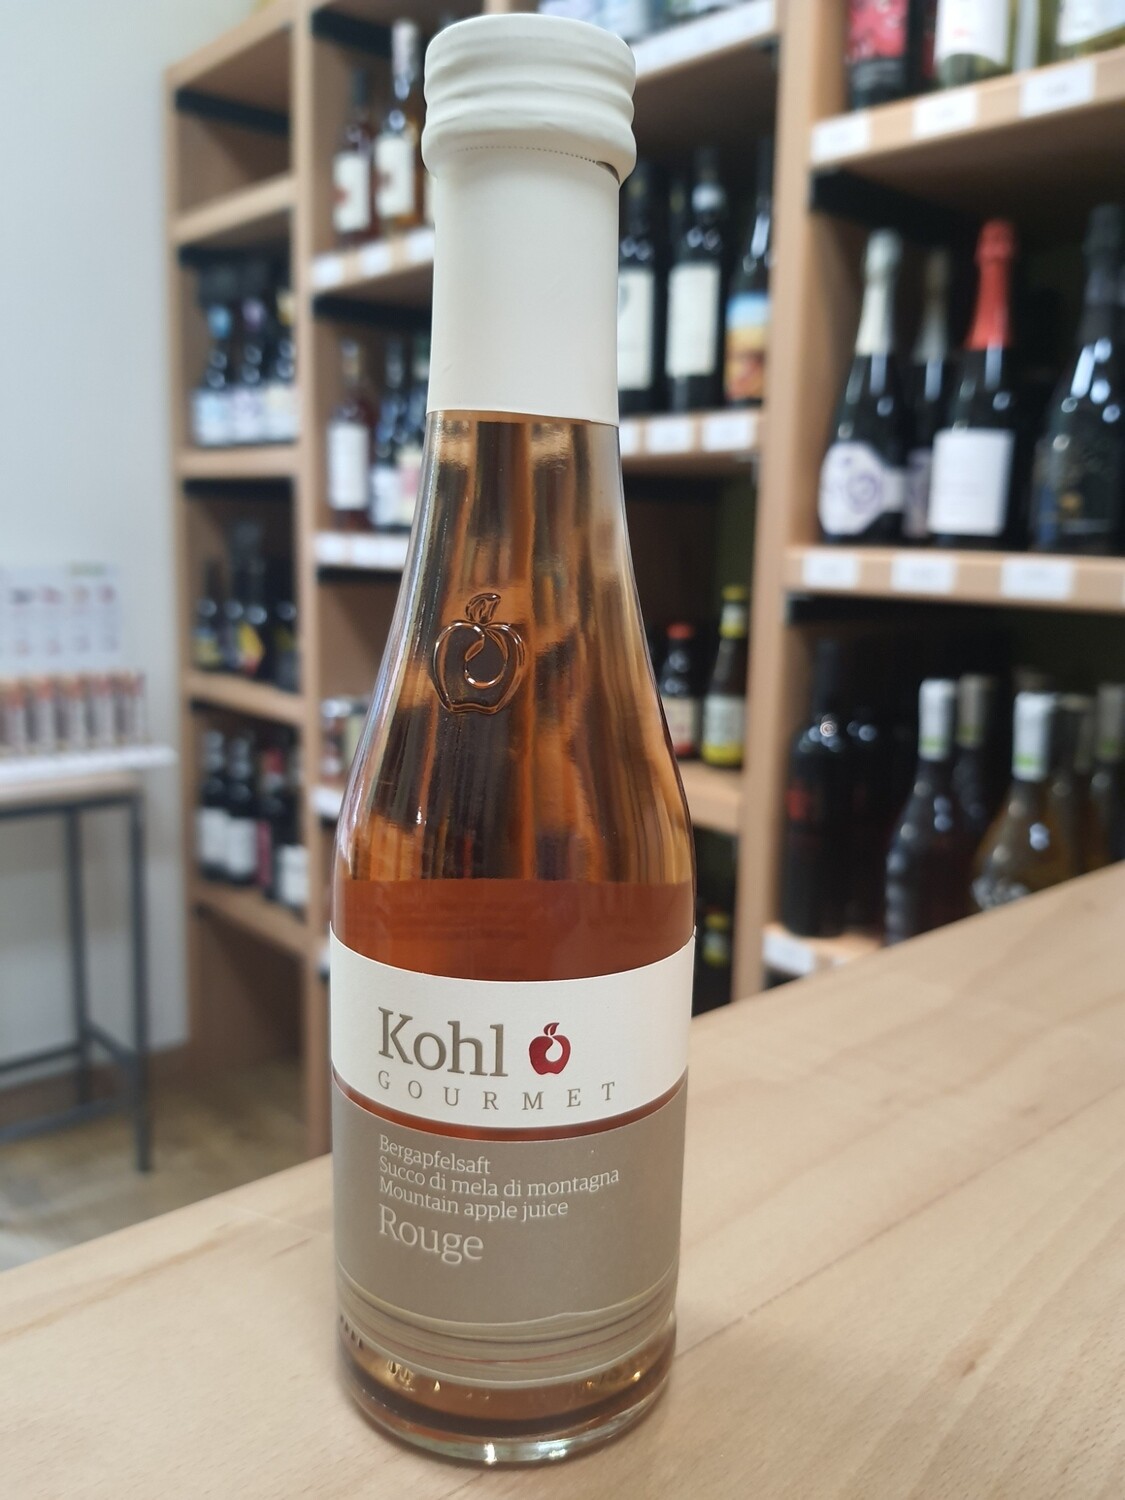 Kohl
GOURMET
Bergapfelsaft
Succo di mela di montagna
Mountain apple juice
Rouge